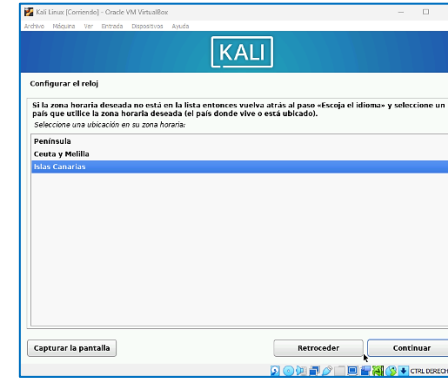 Kali Linux [Corriendo] - Oracle VM VirtualBox
Archivo Máquina Ver Entrada Dispositivos Ayuda
KALI
Configurar el reloj
Si la zona horaria deseada no está en la lista entonces vuelva atrás al paso «Escoja el idioma» y seleccione un
país que utilice la zona horaria deseada (el país donde vive o está ubicado).
Seleccione una ubicación en su zona horaria:
Península
Ceuta y Melilla
Islas Canarias
Capturar la pantalla
Retroceder
Continuar
CTRL DERECH